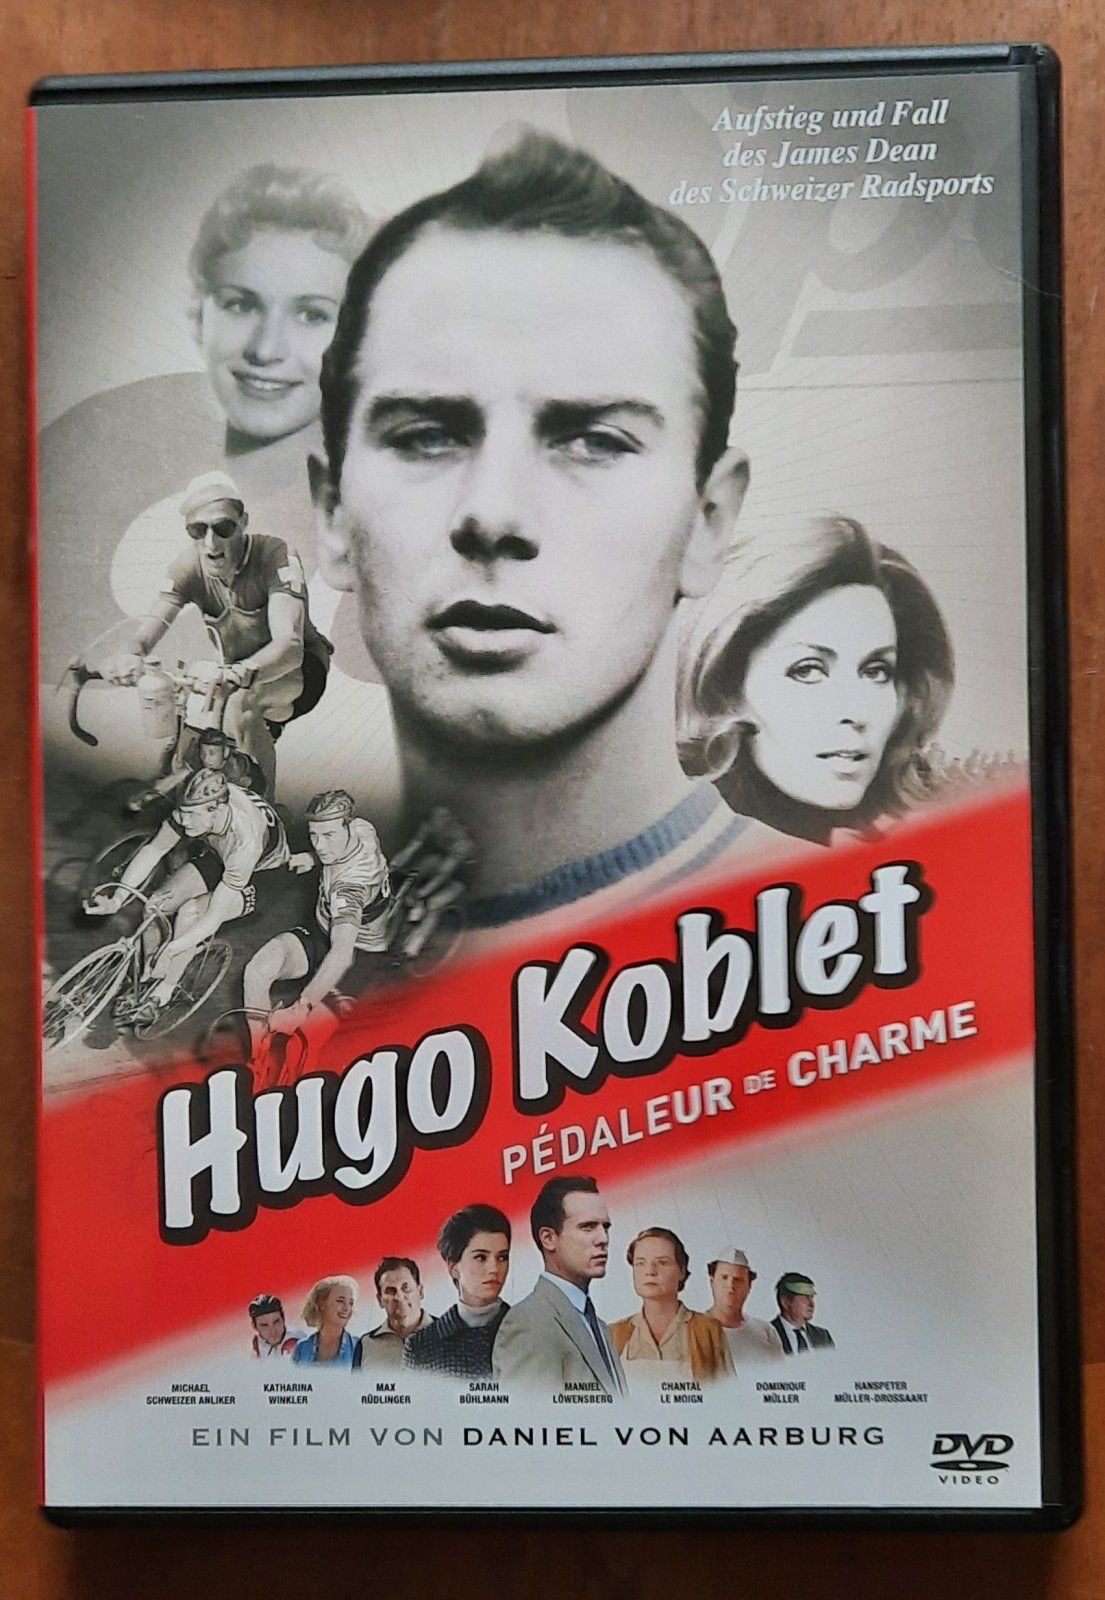 Aufstieg und Fall
des James Dean
des Schweizer Radsports
Hugo Koblet
PÉDALEUR DE CHARME
MICHAEL
SCHWEIZER ANLIKER
KATHARINA
WINKLER
MAX
RÜDLINGER
SARAH
BÜHLMANN
MANUEL
LÖWENSBERG
CHANTAL
LE MOIGN
DOMINIQUE
MÜLLER
HANSPETER
MÜLLER-DROSSAART
EIN FILM VON DANIEL VON AARBURG
DVD
VIDEO